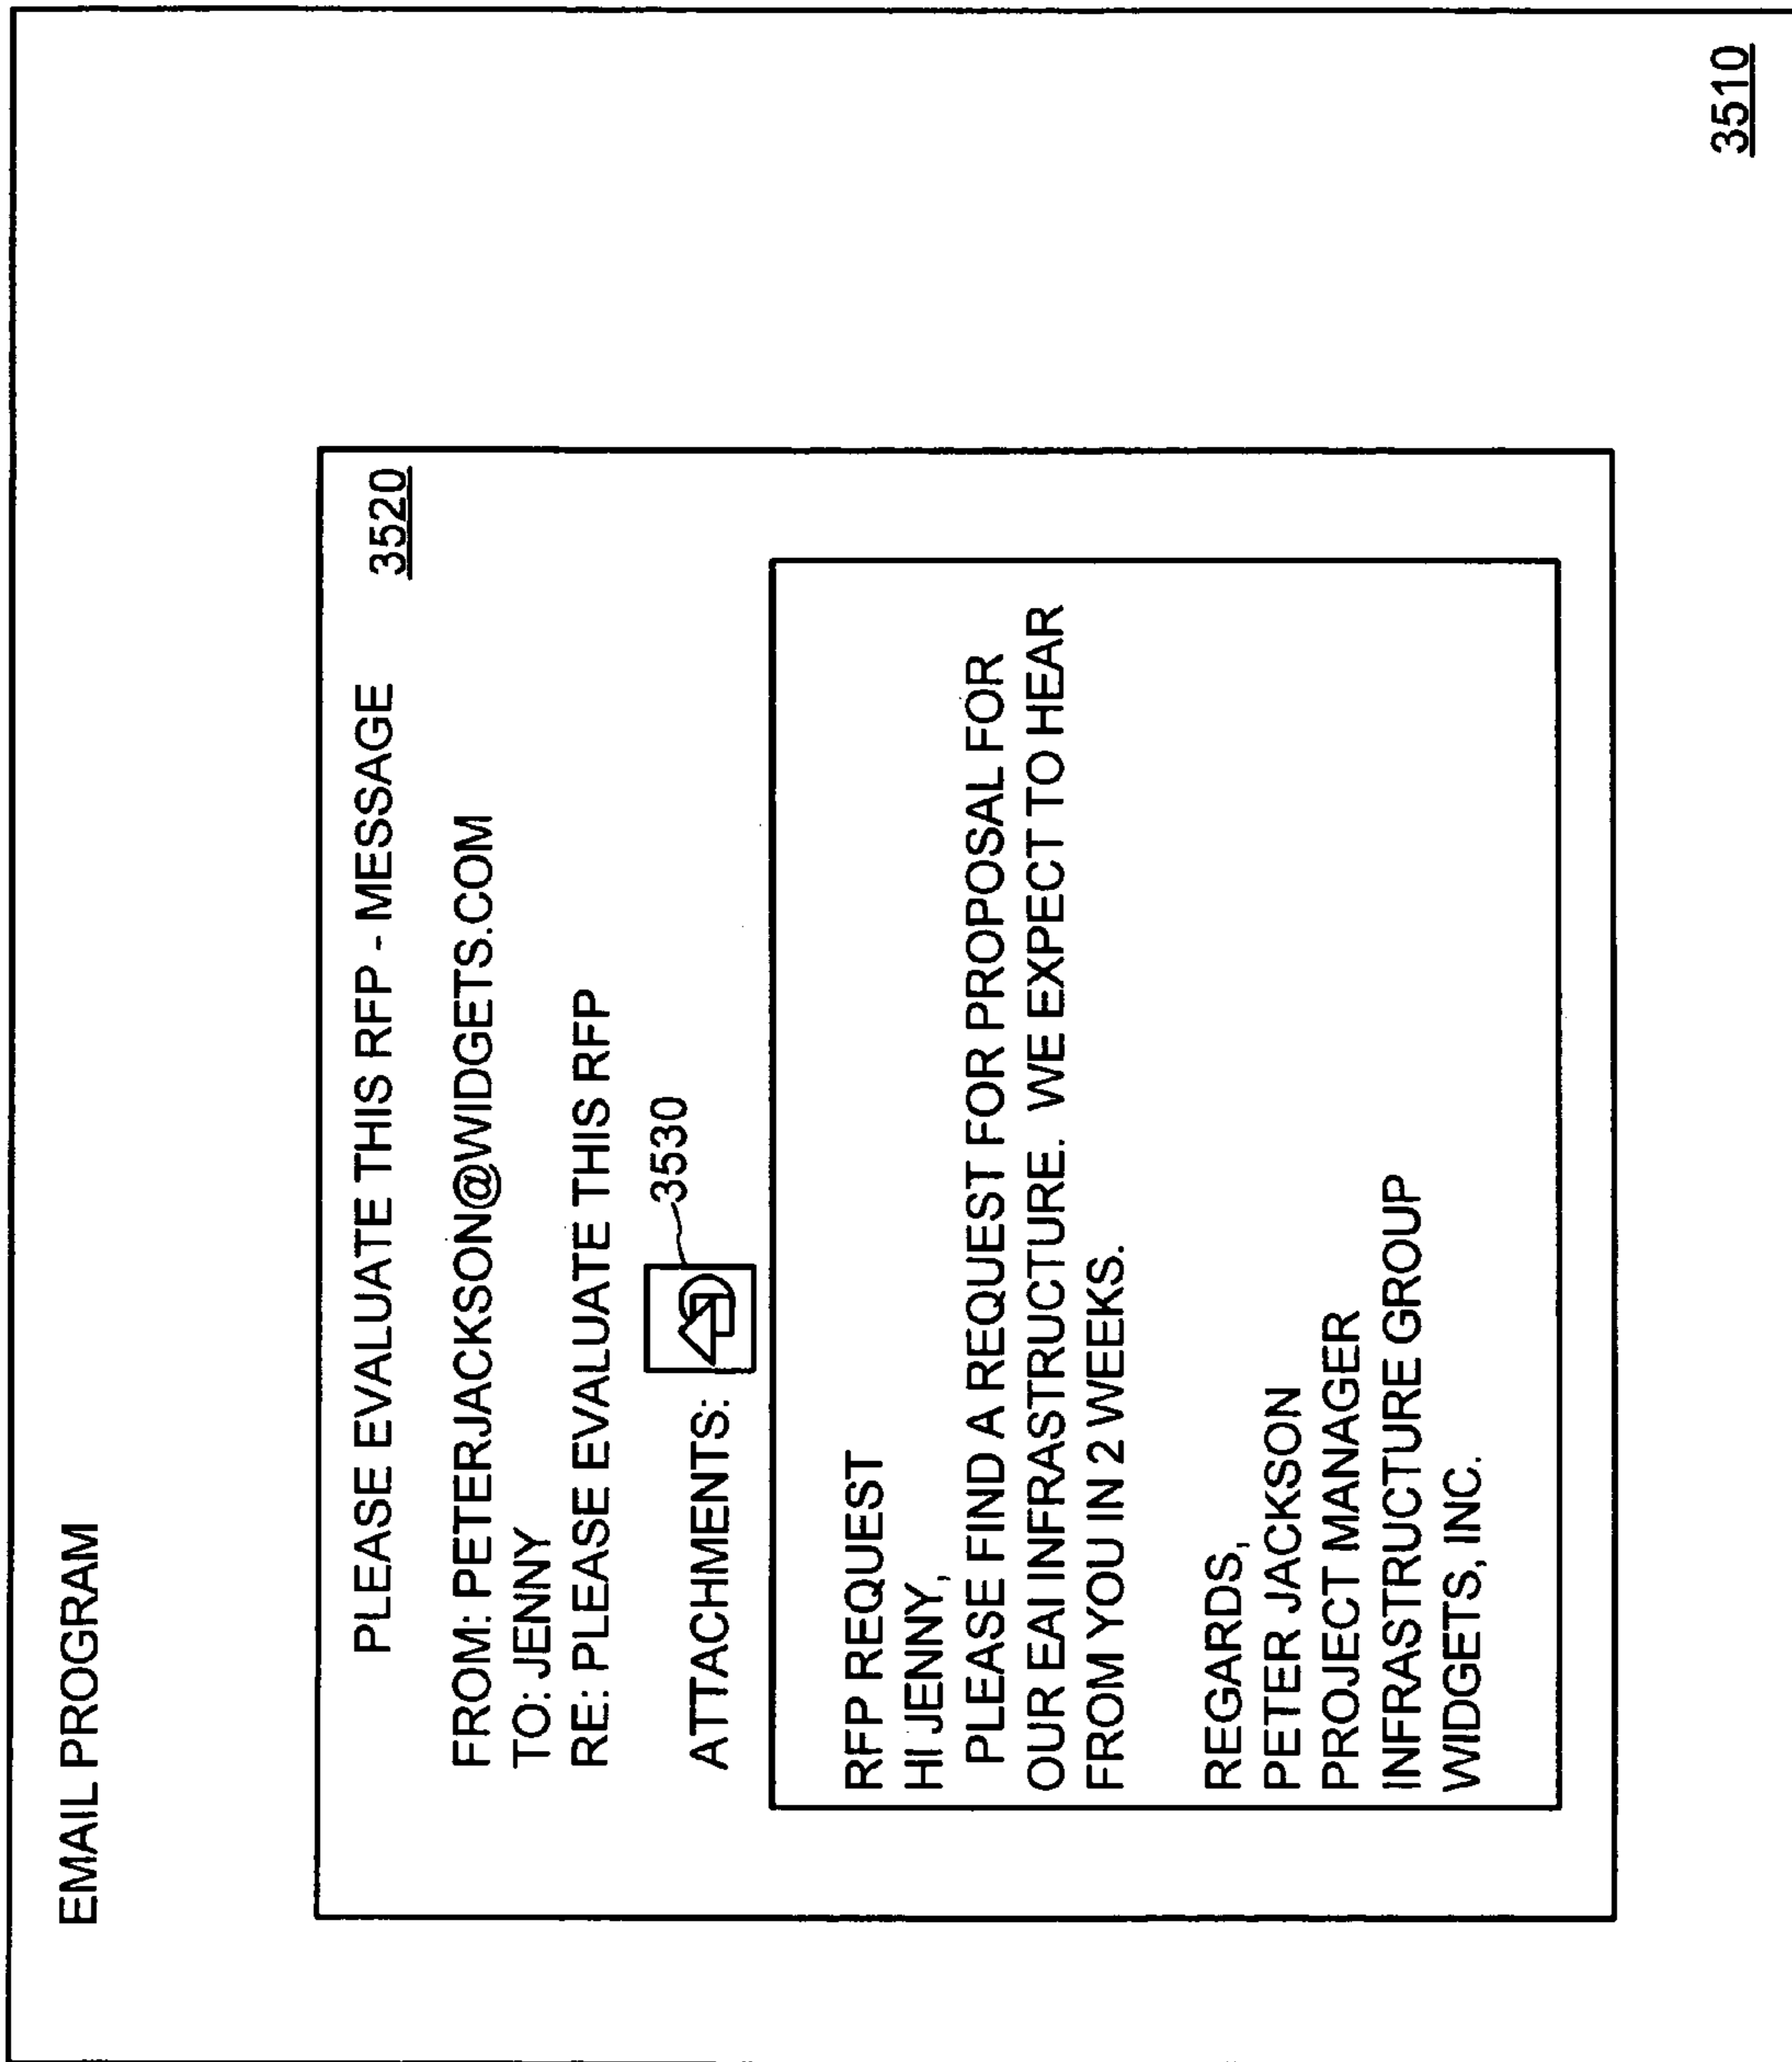 EMAIL PROGRAM
PLEASE EVALUATE THIS RFP - MESSAGE
3520
FROM: PETERJACKSON@WIDGETS.COM
TO: JENNY
RE: PLEASE EVALUATE THIS RFP
3530
ATTACHMENTS:
RFP REQUEST
HI JENNY,
PLEASE FIND A REQUEST FOR PROPOSAL FOR
OUR EAI INFRASTRUCTURE. WE EXPECT TO HEAR
FROM YOU IN 2 WEEKS.
REGARDS,
PETER JACKSON
PROJECT MANAGER
INFRASTRUCTURE GROUP
WIDGETS, INC.
3510